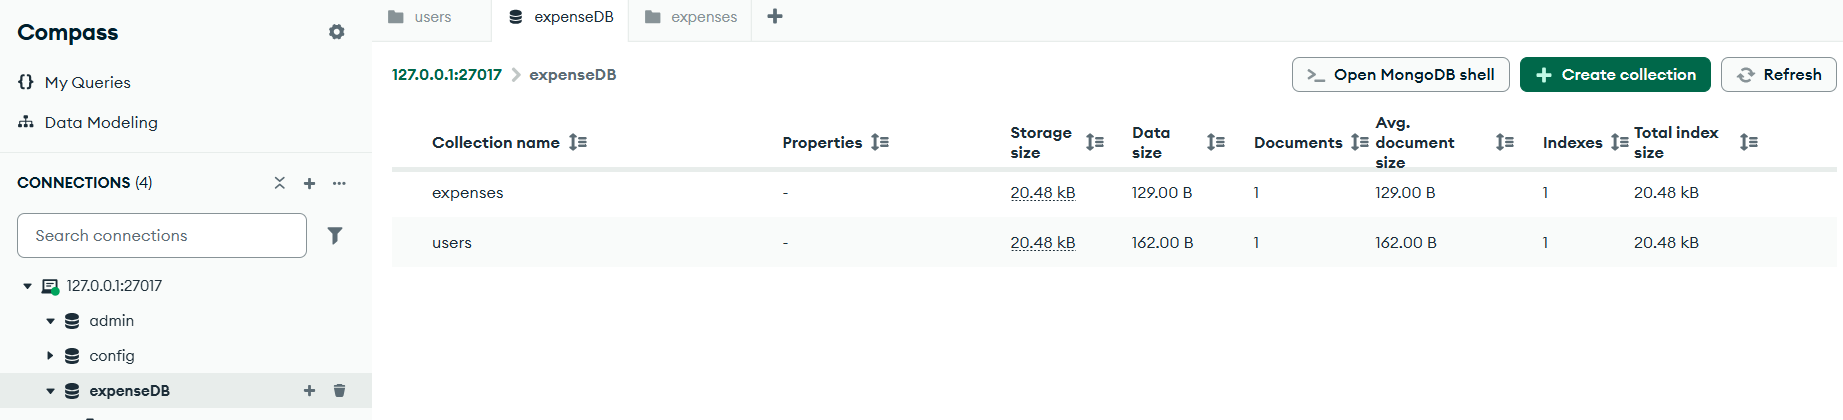 Compass
My Queries
Data Modeling
CONNECTIONS (4)
Search connections
127.0.0.1:27017
admin
config
expenseDB
users
expenseDB
expenses
127.0.0.1:27017 > expenseDB
Open MongoDB shell
Create collection
Refresh
Collection name
Properties
Storage
size
Data
size
Documents
Avg.
document
size
Indexes
Total index
size
expenses - 20.48 kB 129.00 B 1 129.00 B 1 20.48 kB
users - 20.48 kB 162.00 B 1 162.00 B 1 20.48 kB